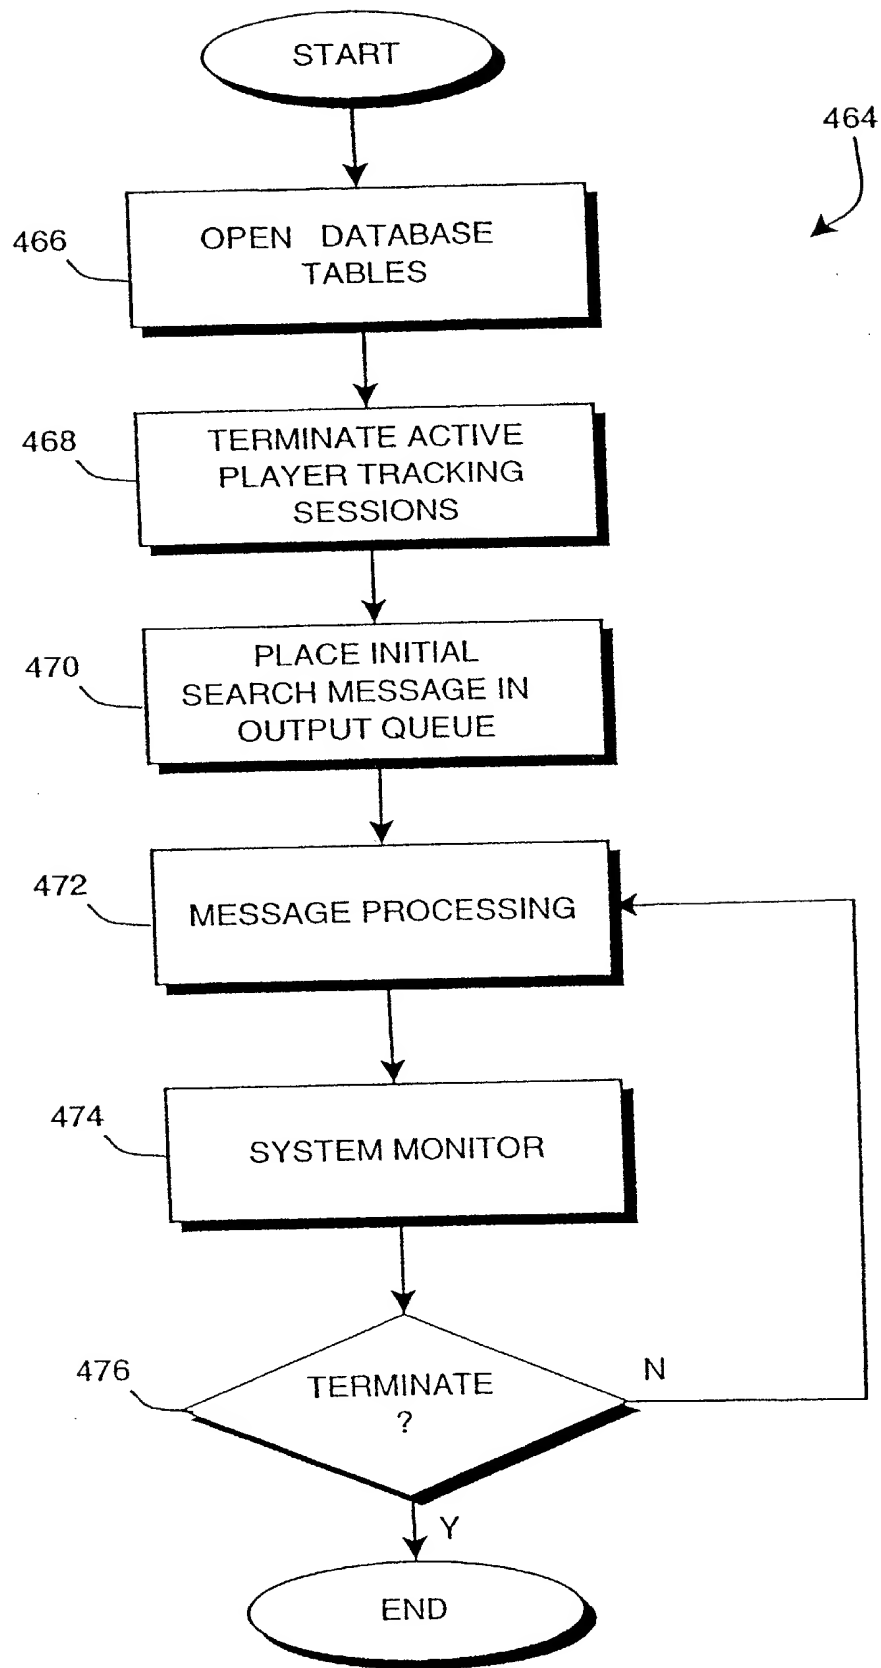 START
464
466
OPEN DATABASE
TABLES
468
TERMINATE ACTIVE
PLAYER TRACKING
SESSIONS
470
PLACE INITIAL
SEARCH MESSAGE IN
OUTPUT QUEUE
472
MESSAGE PROCESSING
474
SYSTEM MONITOR
476
TERMINATE
?
N
Y
END